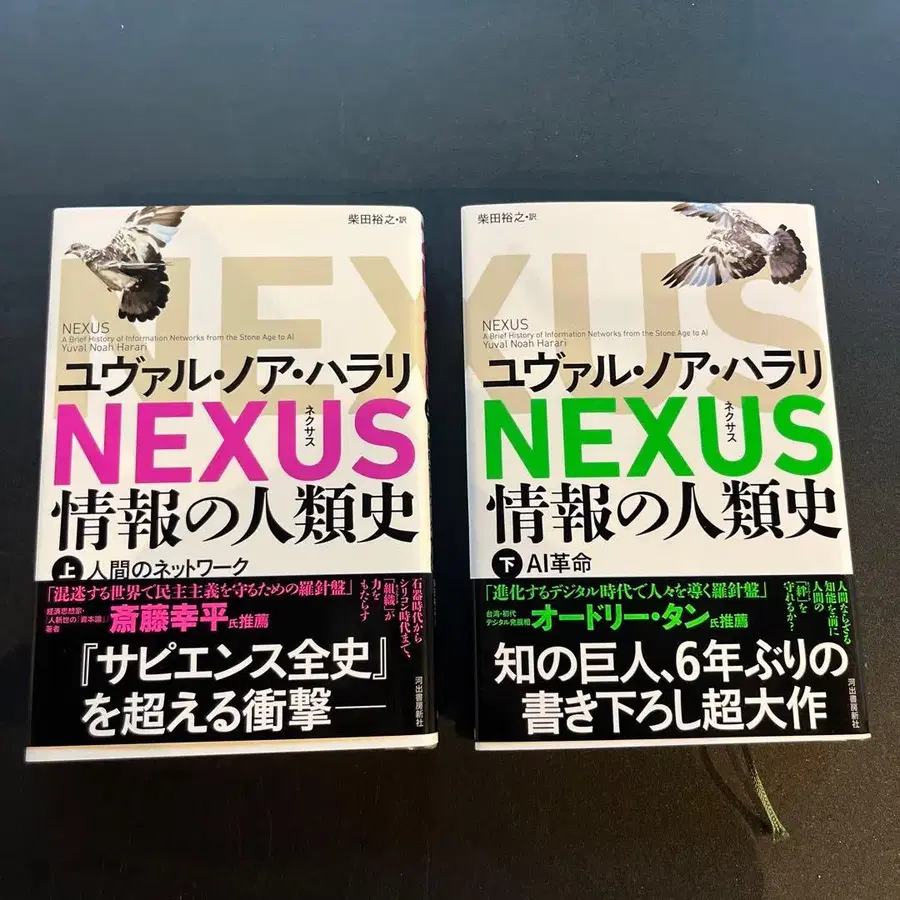 柴田裕之・訳
NEXUS
NEXUS
A Brief History of Information Networks from the Stone Age to AI
Yuval Noah Harari
ユヴァル・ノア・ハラリ
NEXUS
ネクサス
情報の人類史
上 人間のネットワーク
「混迷する世界で民主主義を守るための羅針盤」
経済思想家・
『人新世の「資本論」』
著者
斎藤幸平氏推薦
石器時代から
シリコン時代まで、
「組織」が
力を
もたらす
『サピエンス全史』
を超える衝撃──
河出書房新社
柴田裕之・訳
NEXUS
NEXUS
A Brief History of Information Networks from the Stone Age to AI
Yuval Noah Harari
ユヴァル・ノア・ハラリ
NEXUS
ネクサス
情報の人類史
下 AI革命
「進化するデジタル時代で人々を導く羅針盤」
台湾・初代
デジタル発展相
オードリー・タン氏推薦
人間ならざる
知能を前に
人間の
「絆」を
守れるか?
知の巨人、6年ぶりの
書き下ろし超大作
河出書房新社